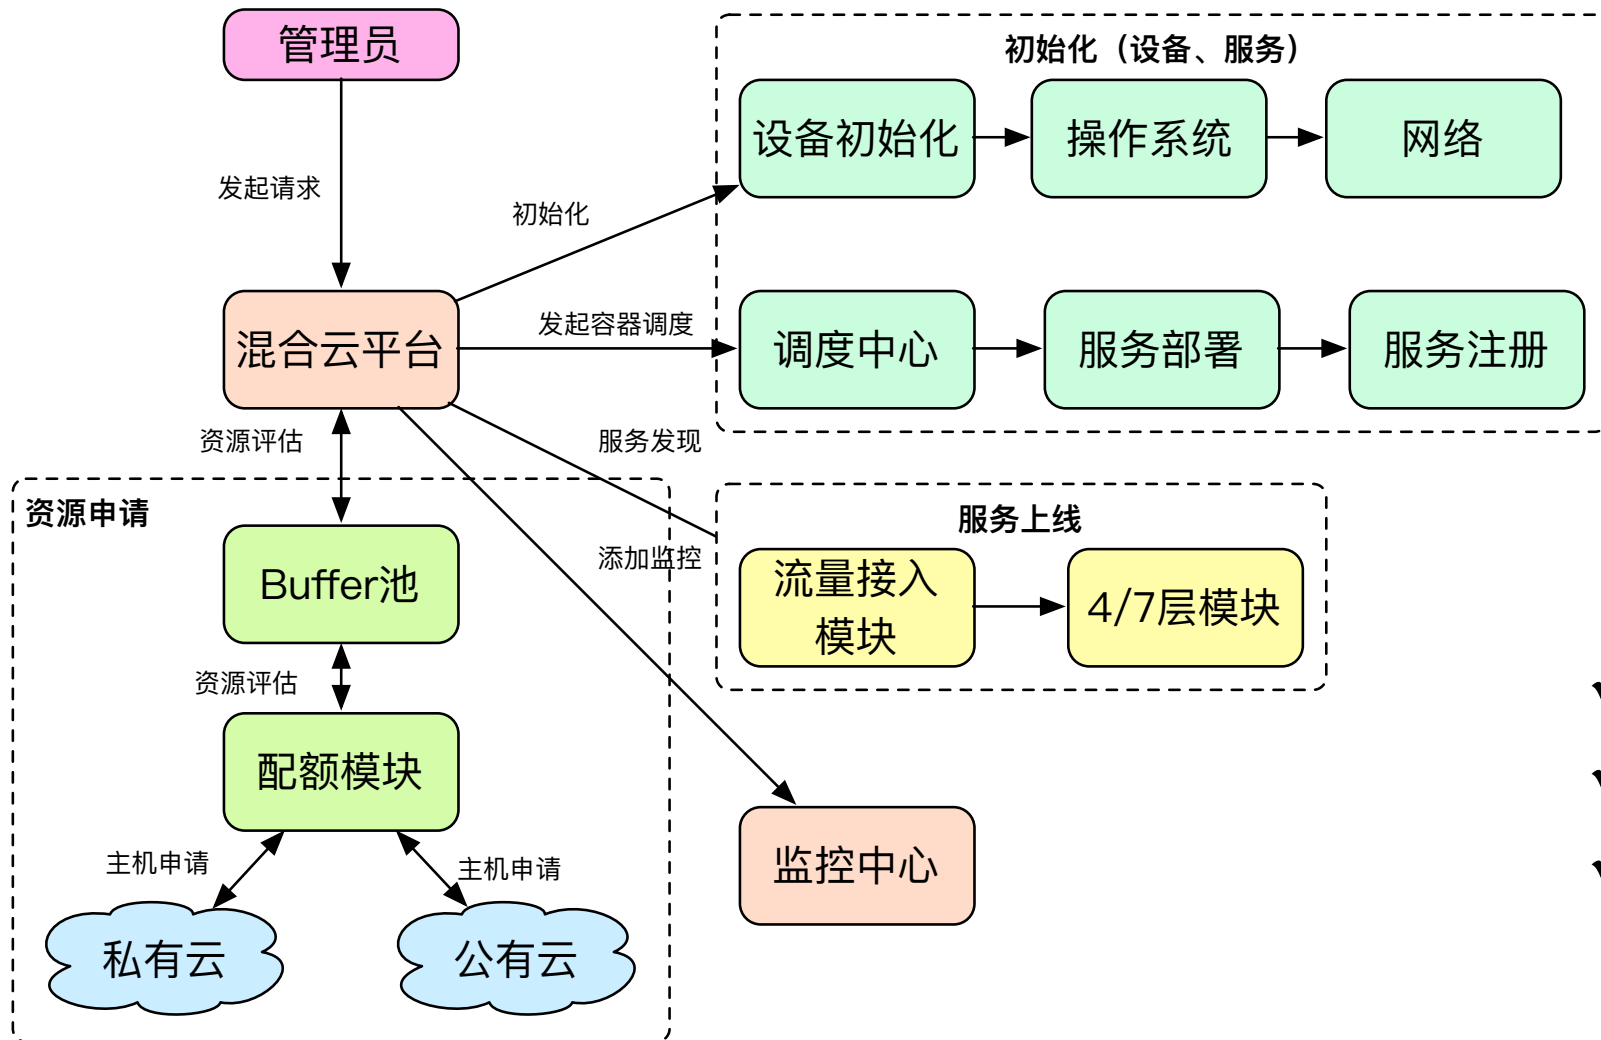 管理员
初始化（设备、服务）
设备初始化
操作系统
网络
发起请求
初始化
混合云平台
发起容器调度
调度中心
服务部署
服务注册
资源评估
服务发现
资源申请
服务上线
Buffer池
添加监控
流量接入
模块
4/7层模块
资源评估
配额模块
主机申请
主机申请
监控中心
私有云
公有云